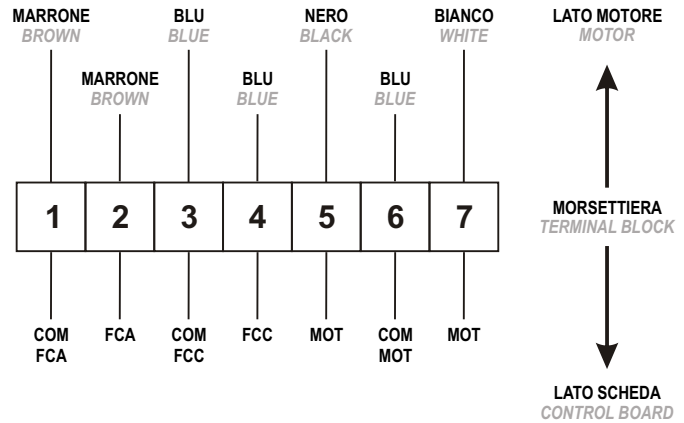 MARRONE
BROWN
BLU
BLUE
NERO
BLACK
BIANCO
WHITE
LATO MOTORE
MOTOR
MARRONE
BROWN
BLU
BLUE
BLU
BLUE
1 2 3 4 5 6 7
MORSETTIERA
TERMINAL BLOCK
COM
FCA
FCA
COM
FCC
FCC
MOT
COM
MOT
MOT
LATO SCHEDA
CONTROL BOARD